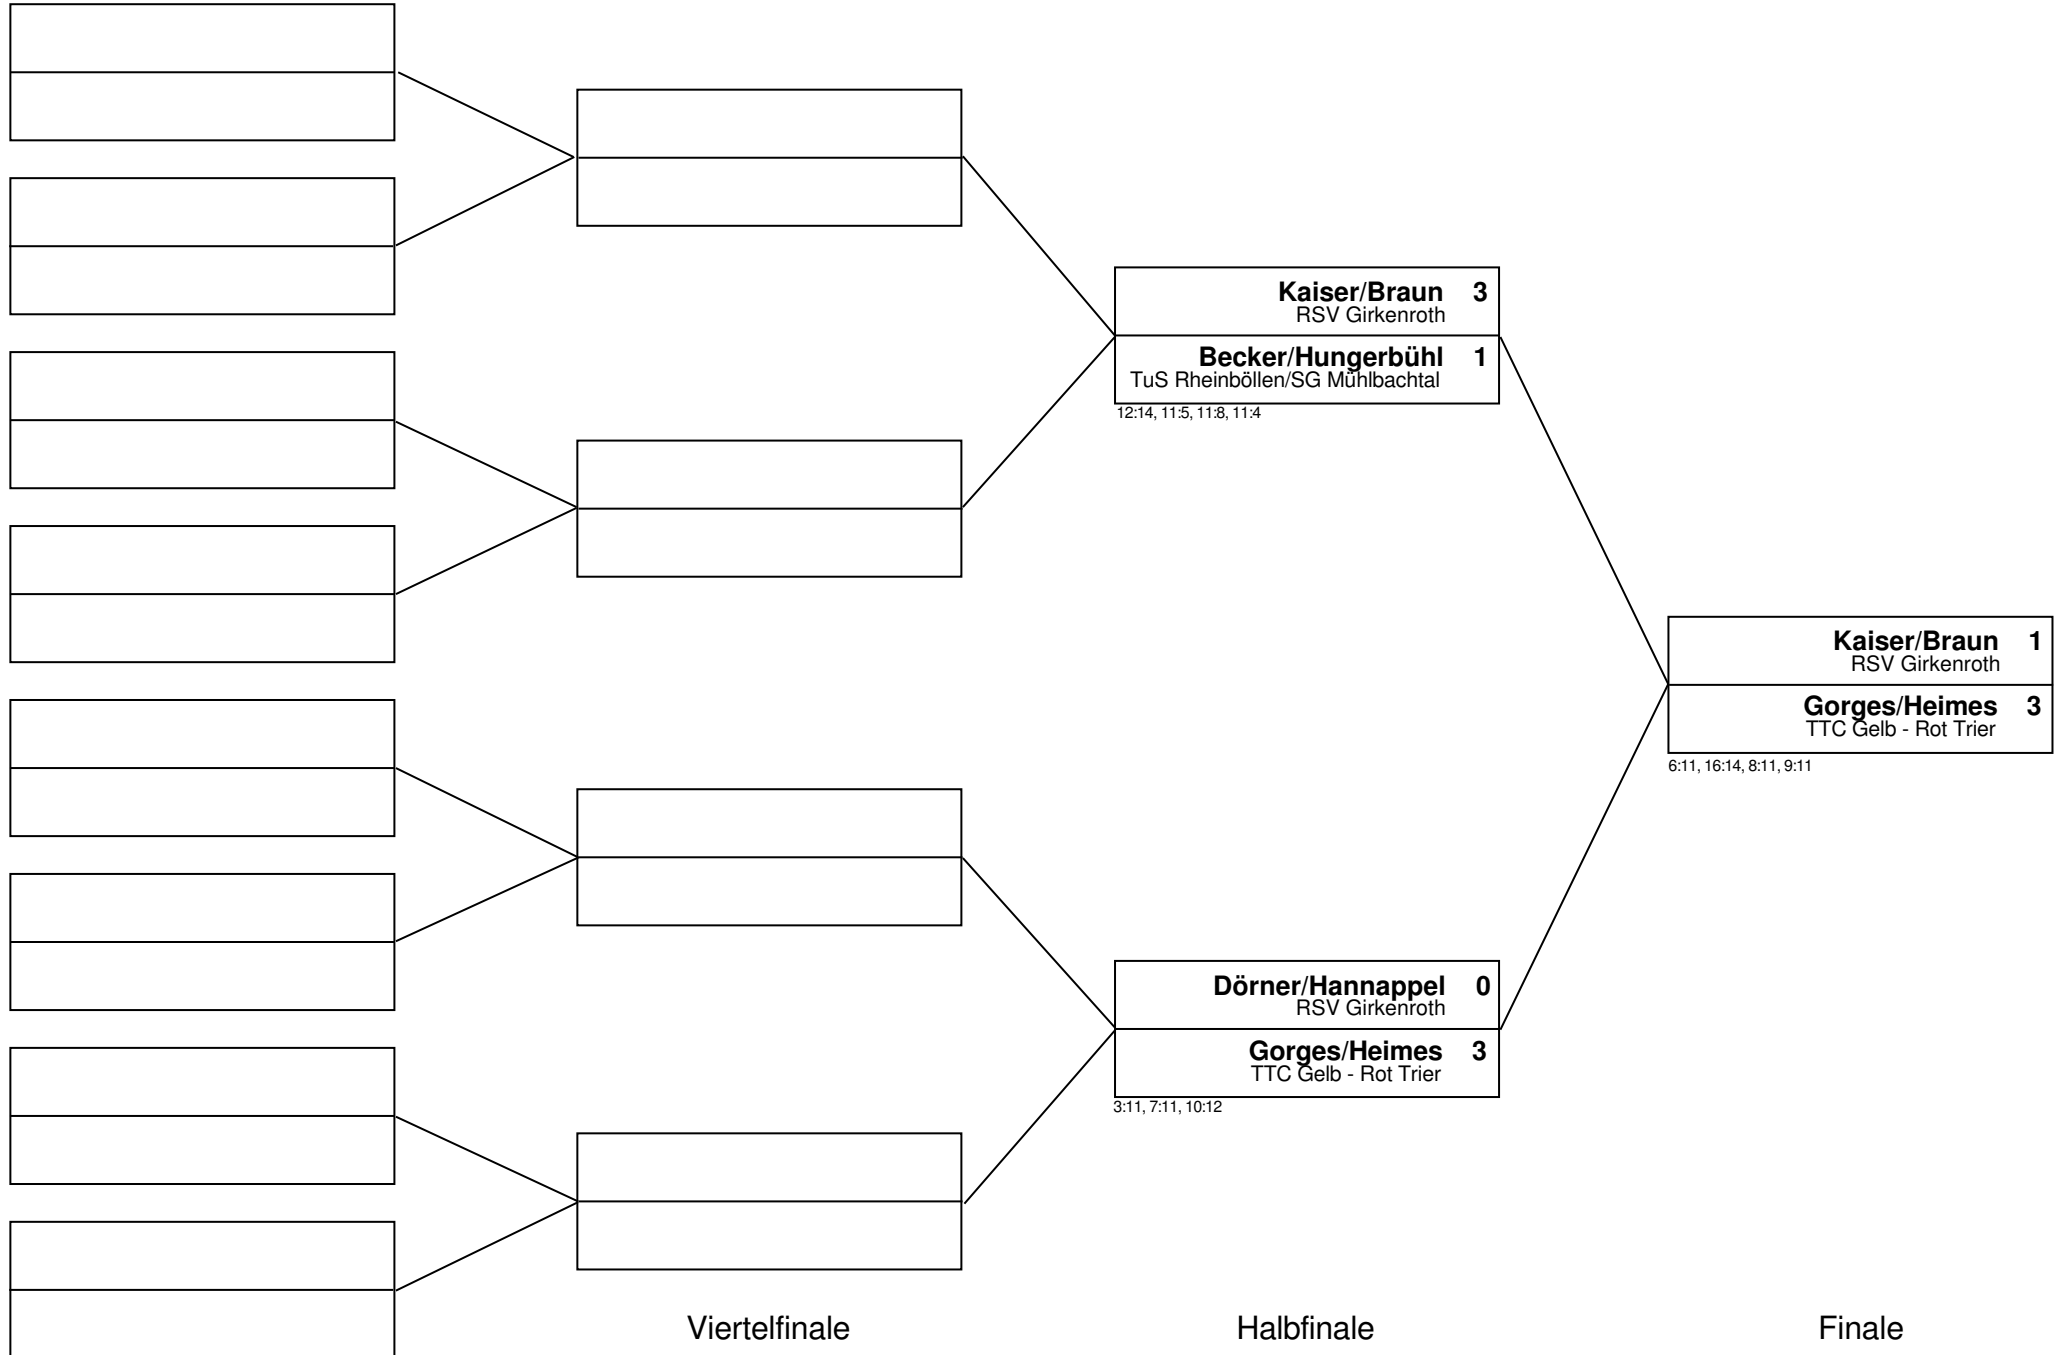 Kaiser/Braun 3
RSV Girkenroth
Becker/Hungerbühl 1
TuS Rheinböllen/SG Mühlbachtal
12:14, 11:5, 11:8, 11:4
Kaiser/Braun 1
RSV Girkenroth
Gorges/Heimes 3
TTC Gelb - Rot Trier
6:11, 16:14, 8:11, 9:11
Dörner/Hannappel 0
RSV Girkenroth
Gorges/Heimes 3
TTC Gelb - Rot Trier
3:11, 7:11, 10:12
Viertelfinale Halbfinale Finale